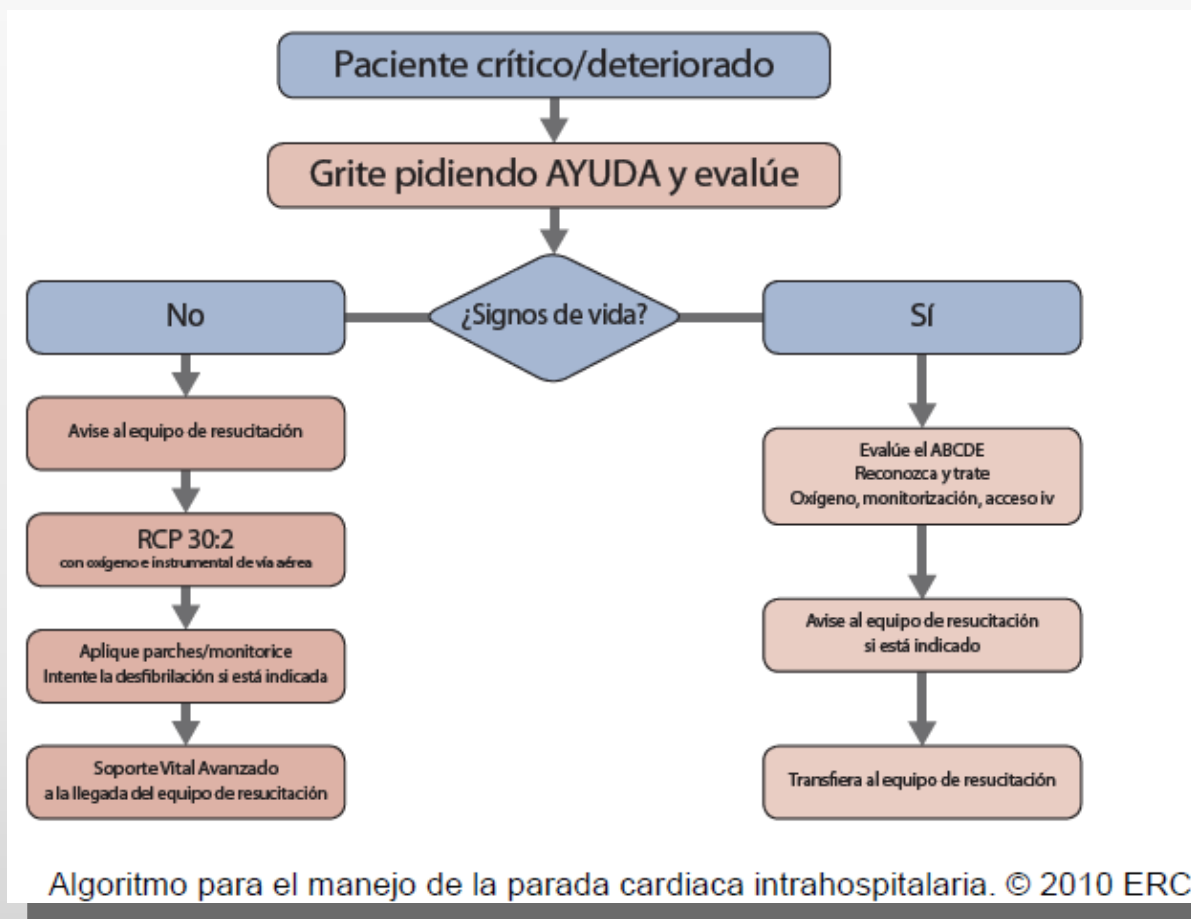 Paciente crítico/deteriorado
Grite pidiendo AYUDA y evalúe
¿Signos de vida?
No
Avise al equipo de resucitación
RCP 30:2
con oxígeno e instrumental de vía aérea
Aplique parches/monitorice
Intente la desfibrilación si está indicada
Soporte Vital Avanzado
a la llegada del equipo de resucitación
Sí
Evalúe el ABCDE
Reconozca y trate
Oxígeno, monitorización, acceso iv
Avise al equipo de resucitación
si está indicado
Transfiera al equipo de resucitación
Algoritmo para el manejo de la parada cardiaca intrahospitalaria. © 2010 ERC